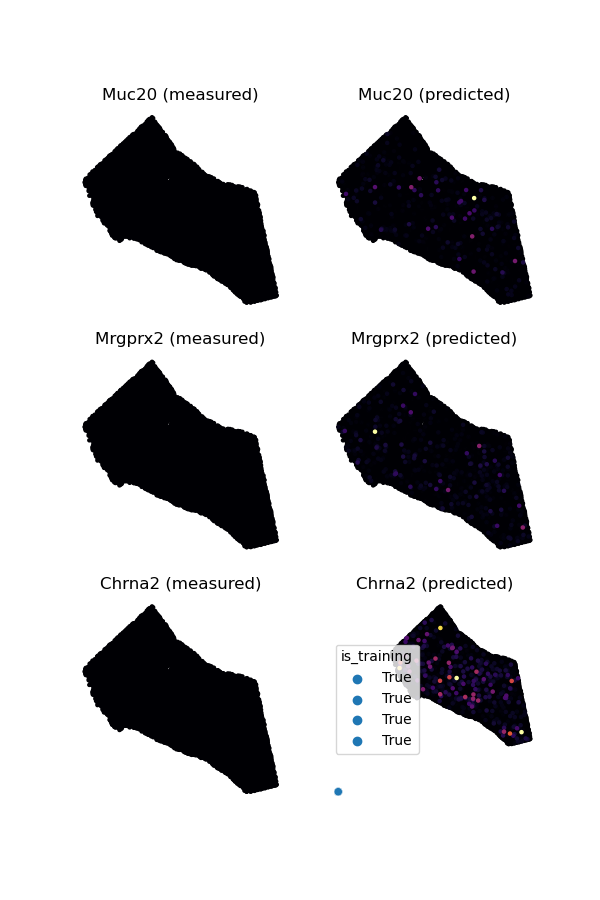 Muc20 (measured)
Muc20 (predicted)
Mrgprx2 (measured)
Mrgprx2 (predicted)
Chrna2 (measured)
Chrna2 (predicted)
is_training
True
True
True
True